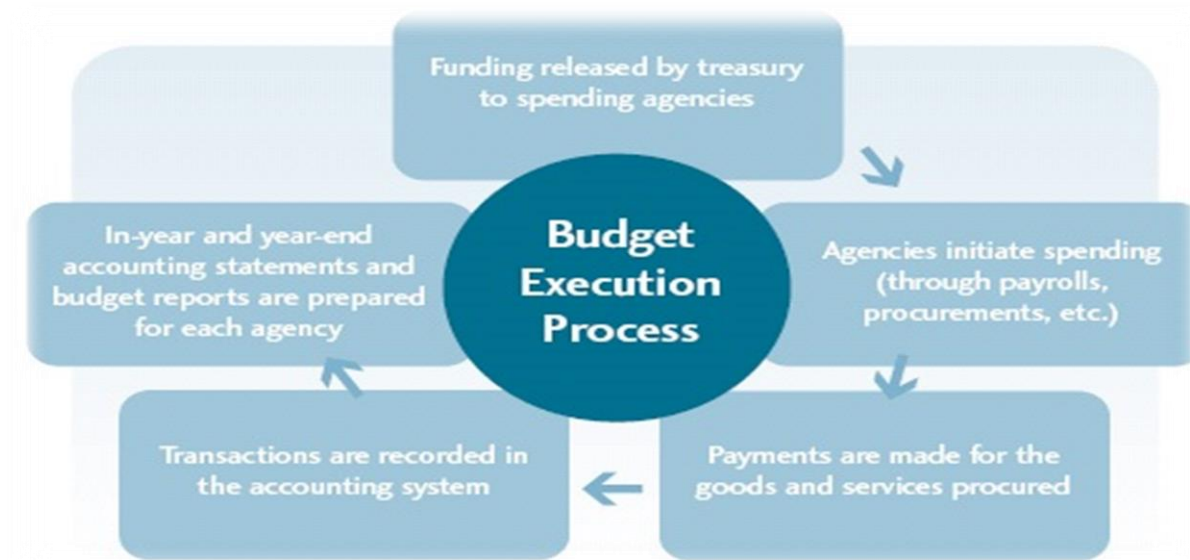 Funding released by treasury
to spending agencies
Budget
Execution
Process
Agencies initiate spending
(through payrolls,
procurements, etc.)
Payments are made for the
goods and services procured
Transactions are recorded in
the accounting system
In-year and year-end
accounting statements and
budget reports are prepared
for each agency